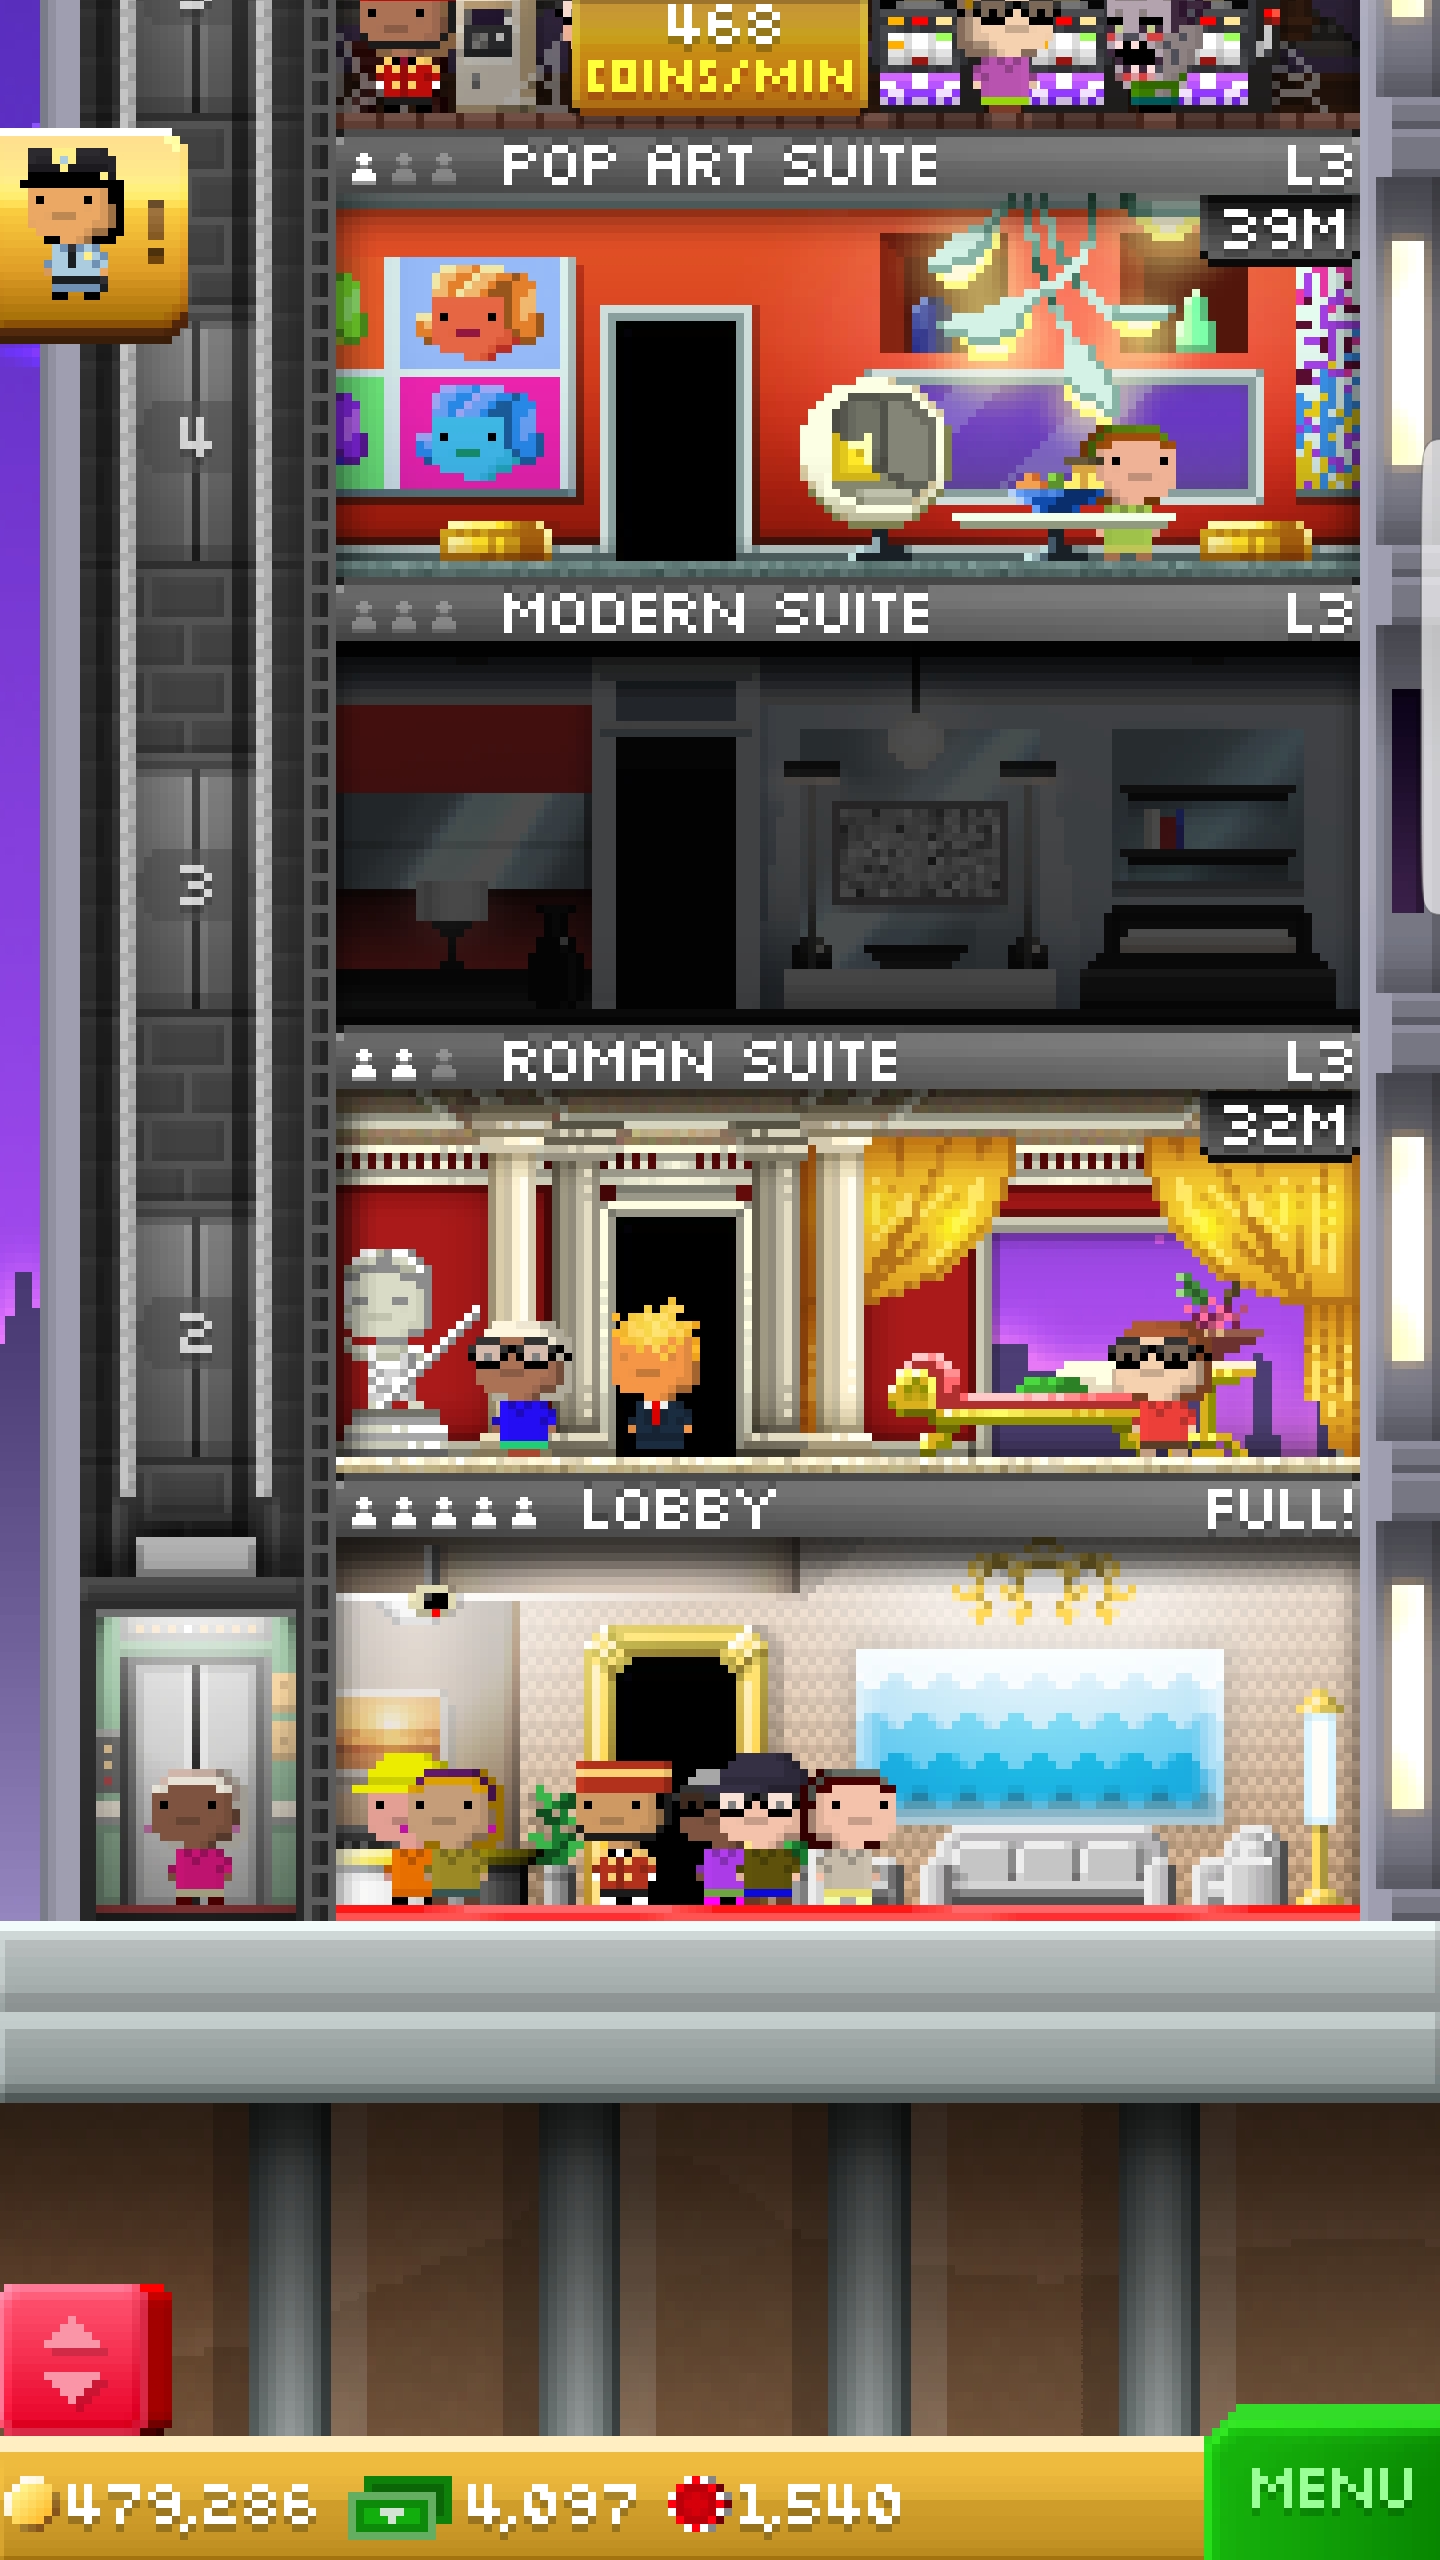 468
COINS/MIN
POP ART SUITE L3
39M
!
4
MODERN SUITE L3
3
ROMAN SUITE L3
32M
2
LOBBY FULL!
479,286 4,097 1,540
MENU